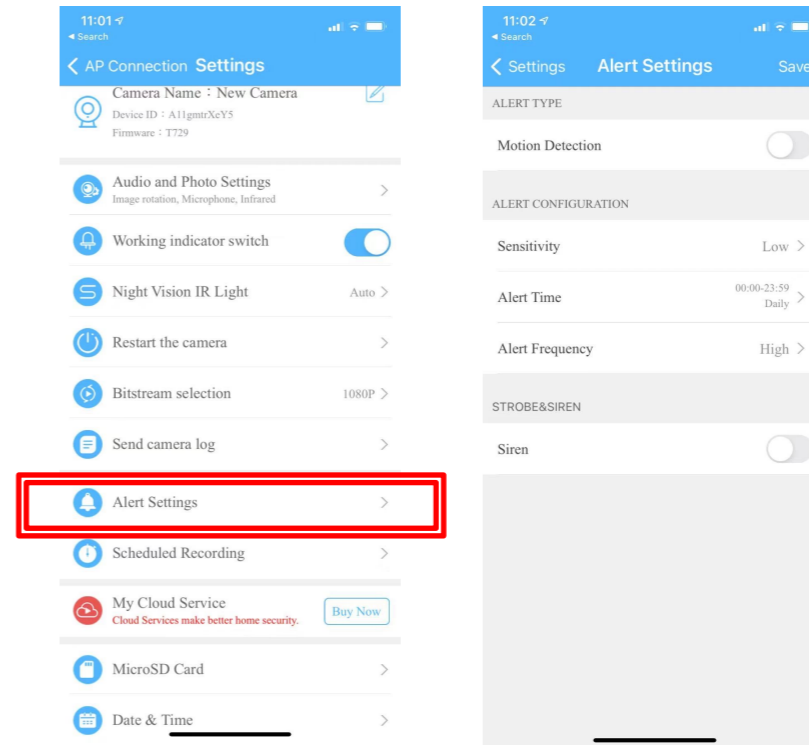 11:01
◀ Search
AP Connection Settings
Camera Name：New Camera
Device ID：A11gmtrXcY5
Firmware：T729
Audio and Photo Settings
Image rotation, Microphone, Infrared
Working indicator switch
Night Vision IR Light
Auto
Restart the camera
Bitstream selection
1080P
Send camera log
Alert Settings
Scheduled Recording
My Cloud Service
Cloud Services make better home security.
Buy Now
MicroSD Card
Date & Time
11:02
◀ Search
Settings
Alert Settings
Save
ALERT TYPE
Motion Detection
ALERT CONFIGURATION
Sensitivity
Low
Alert Time
00:00-23:59
Daily
Alert Frequency
High
STROBE&SIREN
Siren